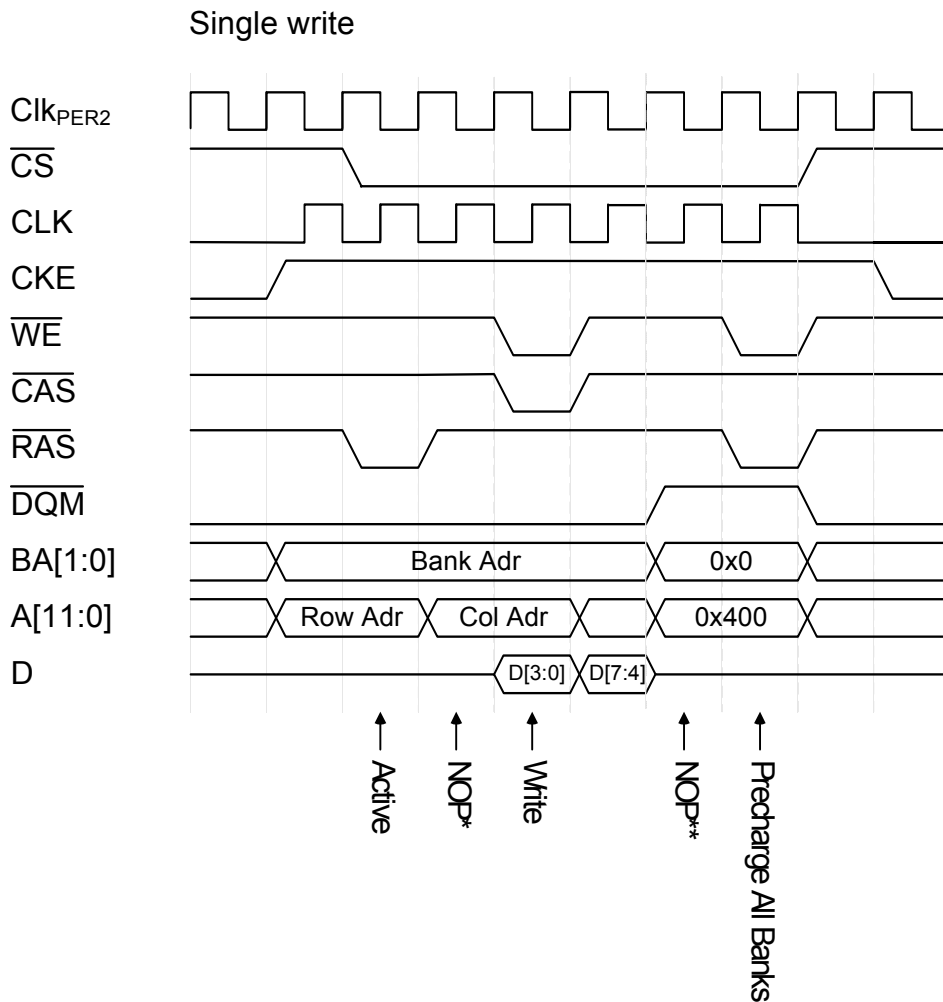 Single write
ClkPER2
CS
CLK
CKE
WE
CAS
RAS
DQM
BA[1:0] Bank Adr 0x0
A[11:0] Row Adr Col Adr 0x400
D D[3:0] D[7:4]
Active
NOP*
Write
NOP**
Precharge All Banks